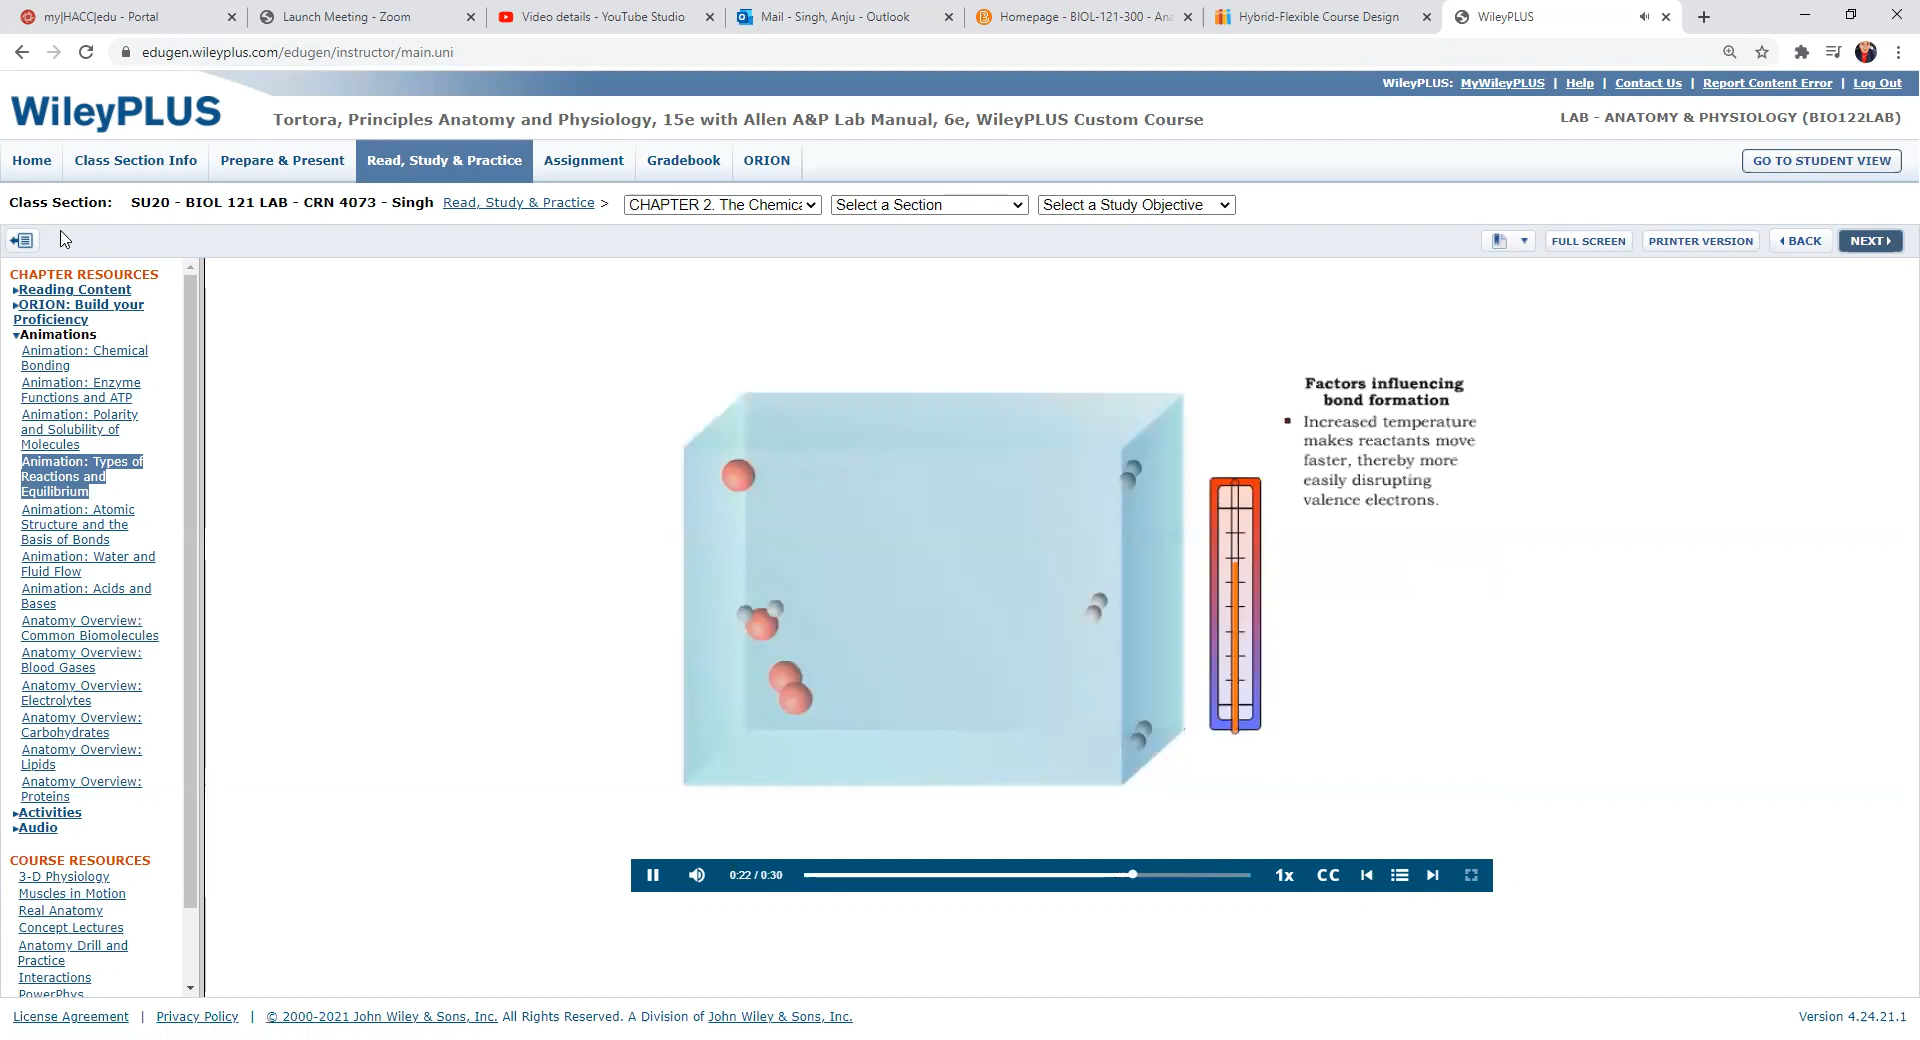 my|HACC|edu - Portal
Launch Meeting - Zoom
Video details - YouTube Studio
Mail - Singh, Anju - Outlook
Homepage - BIOL-121-300 - Ana
Hybrid-Flexible Course Design
WileyPLUS
edugen.wileyplus.com/edugen/instructor/main.uni
WileyPLUS: MyWileyPLUS | Help | Contact Us | Report Content Error | Log Out
WileyPLUS
Tortora, Principles Anatomy and Physiology, 15e with Allen A&P Lab Manual, 6e, WileyPLUS Custom Course
LAB - ANATOMY & PHYSIOLOGY (BIO122LAB)
Home Class Section Info Prepare & Present Read, Study & Practice Assignment Gradebook ORION
GO TO STUDENT VIEW
Class Section: SU20 - BIOL 121 LAB - CRN 4073 - Singh Read, Study & Practice > CHAPTER 2. The Chemica Select a Section Select a Study Objective
FULL SCREEN PRINTER VERSION BACK NEXT
CHAPTER RESOURCES
Reading Content
ORION: Build your
Proficiency
Animations
Animation: Chemical
Bonding
Animation: Enzyme
Functions and ATP
Animation: Polarity
and Solubility of
Molecules
Animation: Types of
Reactions and
Equilibrium
Animation: Atomic
Structure and the
Basis of Bonds
Animation: Water and
Fluid Flow
Animation: Acids and
Bases
Anatomy Overview:
Common Biomolecules
Anatomy Overview:
Blood Gases
Anatomy Overview:
Electrolytes
Anatomy Overview:
Carbohydrates
Anatomy Overview:
Lipids
Anatomy Overview:
Proteins
Activities
Audio
COURSE RESOURCES
3-D Physiology
Muscles in Motion
Real Anatomy
Concept Lectures
Anatomy Drill and
Practice
Interactions
PowerPhys
Factors influencing
bond formation
Increased temperature
makes reactants move
faster, thereby more
easily disrupting
valence electrons.
0:22 / 0:30
1x CC
License Agreement | Privacy Policy | © 2000-2021 John Wiley & Sons, Inc. All Rights Reserved. A Division of John Wiley & Sons, Inc.
Version 4.24.21.1